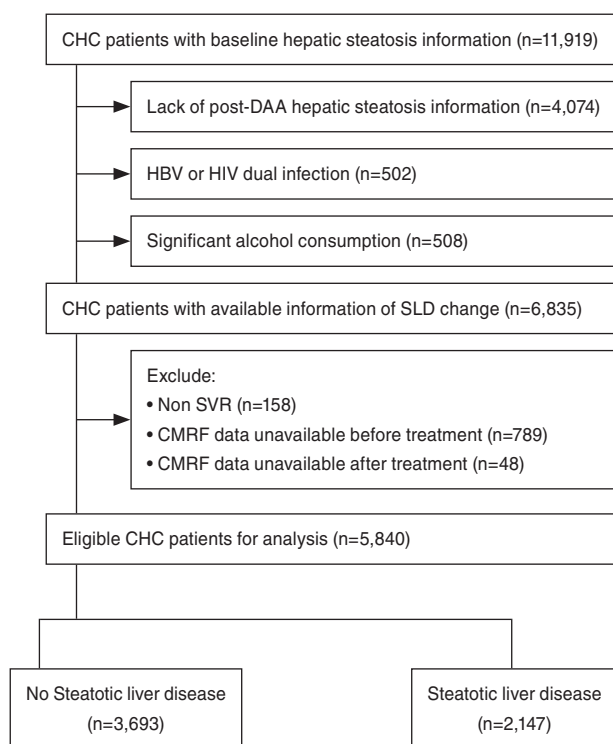 CHC patients with baseline hepatic steatosis information (n=11,919)
Lack of post-DAA hepatic steatosis information (n=4,074)
HBV or HIV dual infection (n=502)
Significant alcohol consumption (n=508)
CHC patients with available information of SLD change (n=6,835)
Exclude:
• Non SVR (n=158)
• CMRF data unavailable before treatment (n=789)
• CMRF data unavailable after treatment (n=48)
Eligible CHC patients for analysis (n=5,840)
No Steatotic liver disease
(n=3,693)
Steatotic liver disease
(n=2,147)